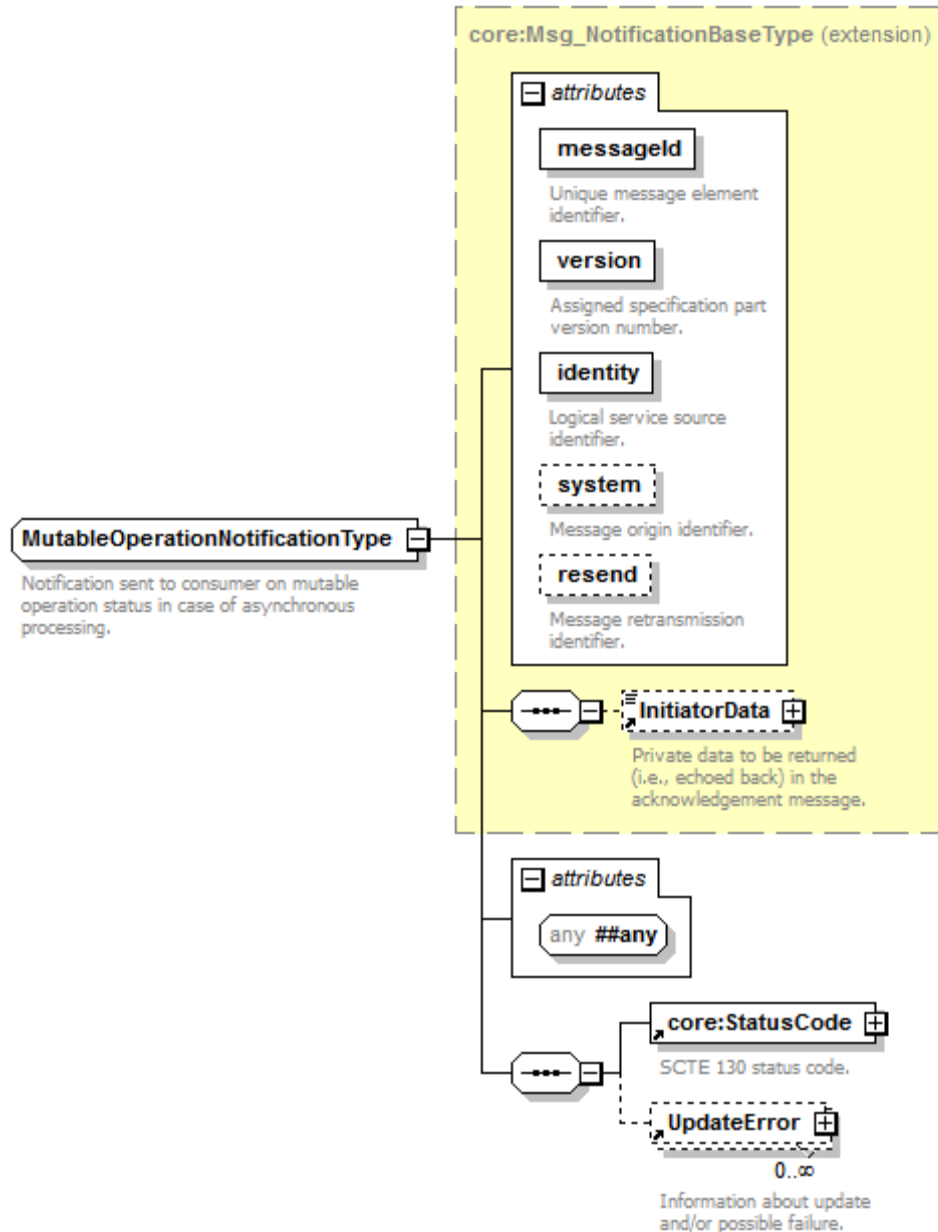 core:Msg_NotificationBaseType (extension)
attributes
messageId
Unique message element
identifier.
version
Assigned specification part
version number.
identity
Logical service source
identifier.
system
Message origin identifier.
resend
Message retransmission
identifier.
MutableOperationNotificationType
Notification sent to consumer on mutable
operation status in case of asynchronous
processing.
InitiatorData
Private data to be returned
(i.e., echoed back) in the
acknowledgement message.
attributes
any ##any
core:StatusCode
SCTE 130 status code.
UpdateError
0..∞
Information about update
and/or possible failure.